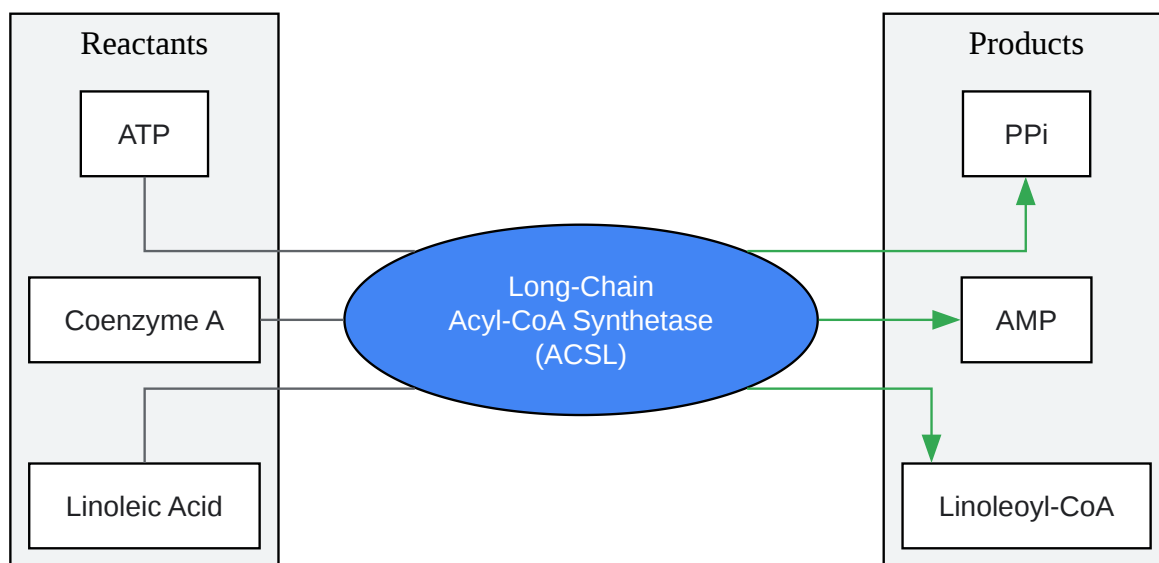 Reactants
ATP
Coenzyme A
Linoleic Acid
Long-Chain
Acyl-CoA Synthetase
(ACSL)
Products
PPi
AMP
Linoleoyl-CoA